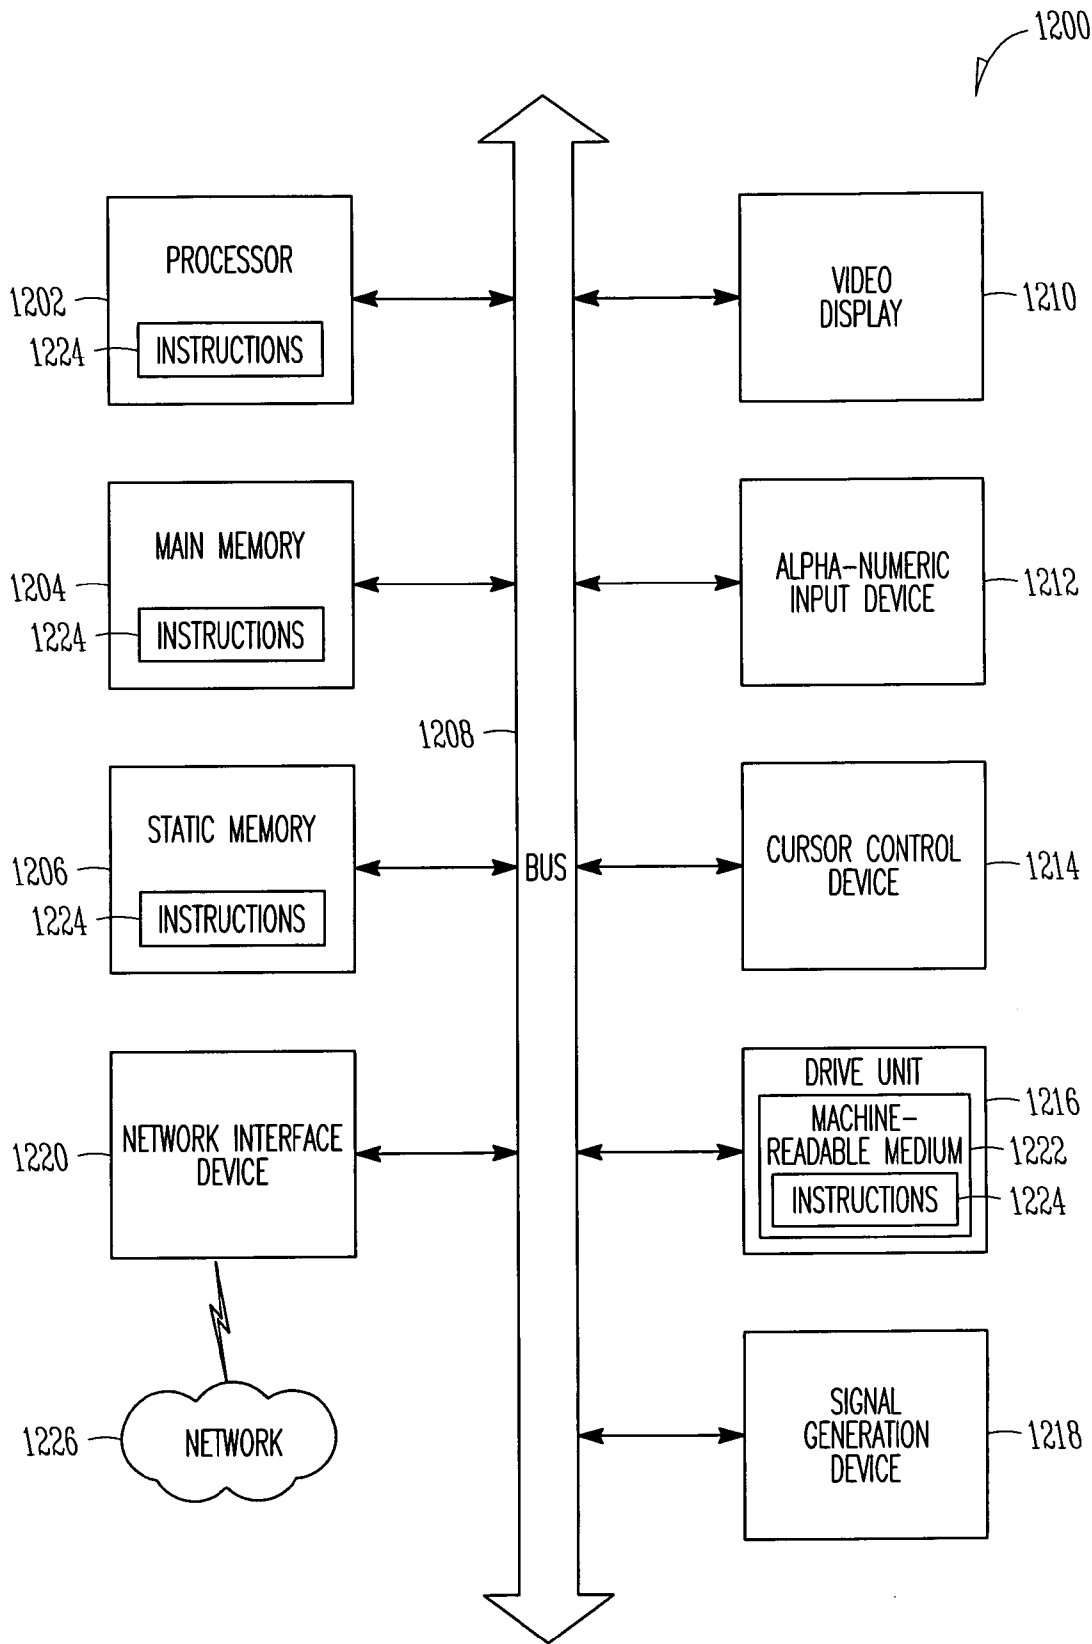 1200
PROCESSOR
1202
1224
INSTRUCTIONS
MAIN MEMORY
1204
1224
INSTRUCTIONS
1208
STATIC MEMORY
1206
1224
INSTRUCTIONS
BUS
NETWORK INTERFACE
DEVICE
1220
1226
NETWORK
VIDEO
DISPLAY
1210
ALPHA-NUMERIC
INPUT DEVICE
1212
CURSOR CONTROL
DEVICE
1214
DRIVE UNIT
1216
MACHINE-
READABLE MEDIUM
1222
INSTRUCTIONS
1224
SIGNAL
GENERATION
DEVICE
1218